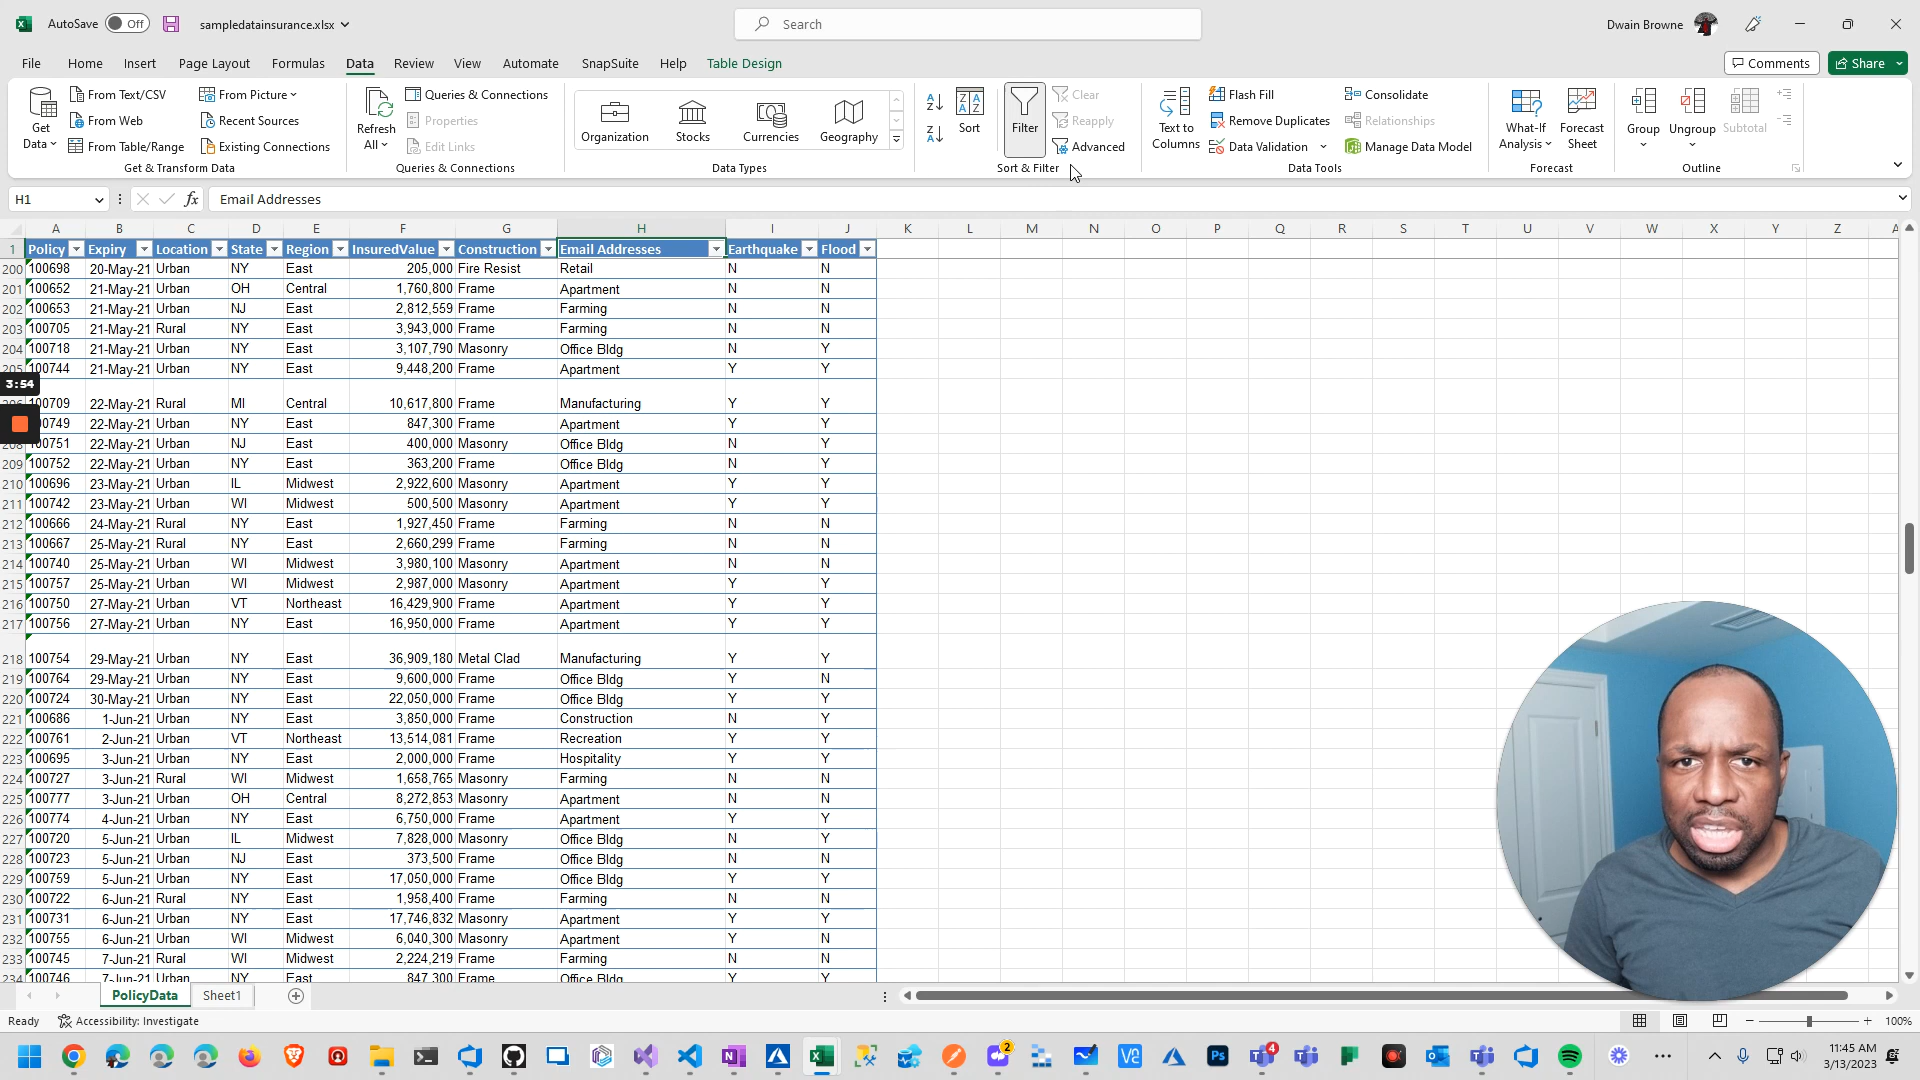 AutoSave Off sampledatainsurance.xlsx Search Dwain Browne
File Home Insert Page Layout Formulas Data Review View Automate SnapSuite Help Table Design Comments Share
Get Data
From Text/CSV
From Web
From Table/Range
From Picture
Recent Sources
Existing Connections
Get & Transform Data
Refresh All
Queries & Connections
Properties
Edit Links
Queries & Connections
Organization Stocks Currencies Geography
Data Types
Sort Filter
Clear
Reapply
Advanced
Sort & Filter
Text to Columns
Flash Fill
Remove Duplicates
Data Validation
Consolidate
Relationships
Manage Data Model
Data Tools
What-If Analysis
Forecast Sheet
Forecast
Group Ungroup Subtotal
Outline
H1 fx Email Addresses
A B C D E F G H I J K L M N O P Q R S T U V W X Y Z
1 Policy Expiry Location State Region InsuredValue Construction Email Addresses Earthquake Flood
200 100698 20-May-21 Urban NY East 205,000 Fire Resist Retail N N
201 100652 21-May-21 Urban OH Central 1,760,800 Frame Apartment N N
202 100653 21-May-21 Urban NJ East 2,812,559 Frame Farming N N
203 100705 21-May-21 Rural NY East 3,943,000 Frame Farming N N
204 100718 21-May-21 Urban NY East 3,107,790 Masonry Office Bldg N Y
205 100744 21-May-21 Urban NY East 9,448,200 Frame Apartment Y Y
3:54
100709 22-May-21 Rural MI Central 10,617,800 Frame Manufacturing Y Y
100749 22-May-21 Urban NY East 847,300 Frame Apartment Y Y
208 100751 22-May-21 Urban NJ East 400,000 Masonry Office Bldg N Y
209 100752 22-May-21 Urban NY East 363,200 Frame Office Bldg N Y
210 100696 23-May-21 Urban IL Midwest 2,922,600 Masonry Apartment Y Y
211 100742 23-May-21 Urban WI Midwest 500,500 Masonry Apartment Y Y
212 100666 24-May-21 Rural NY East 1,927,450 Frame Farming N N
213 100667 25-May-21 Rural NY East 2,660,299 Frame Farming N N
214 100740 25-May-21 Urban WI Midwest 3,980,100 Masonry Apartment N N
215 100757 25-May-21 Urban WI Midwest 2,987,000 Masonry Apartment Y Y
216 100750 27-May-21 Urban VT Northeast 16,429,900 Frame Apartment Y Y
217 100756 27-May-21 Urban NY East 16,950,000 Frame Apartment Y Y
218 100754 29-May-21 Urban NY East 36,909,180 Metal Clad Manufacturing Y Y
219 100764 29-May-21 Urban NY East 9,600,000 Frame Office Bldg Y N
220 100724 30-May-21 Urban NY East 22,050,000 Frame Office Bldg Y Y
221 100686 1-Jun-21 Urban NY East 3,850,000 Frame Construction N Y
222 100761 2-Jun-21 Urban VT Northeast 13,514,081 Frame Recreation Y Y
223 100695 3-Jun-21 Urban NY East 2,000,000 Frame Hospitality Y Y
224 100727 3-Jun-21 Rural WI Midwest 1,658,765 Masonry Farming N N
225 100777 3-Jun-21 Urban OH Central 8,272,853 Masonry Apartment N N
226 100774 4-Jun-21 Urban NY East 6,750,000 Frame Apartment Y Y
227 100720 5-Jun-21 Urban IL Midwest 7,828,000 Masonry Office Bldg N Y
228 100723 5-Jun-21 Urban NJ East 373,500 Frame Office Bldg N N
229 100759 5-Jun-21 Urban NY East 17,050,000 Frame Office Bldg Y Y
230 100722 6-Jun-21 Rural NY East 1,958,400 Frame Farming N N
231 100731 6-Jun-21 Urban NY East 17,746,832 Masonry Apartment Y Y
232 100755 6-Jun-21 Urban WI Midwest 6,040,300 Masonry Apartment Y N
233 100745 7-Jun-21 Rural WI Midwest 2,224,219 Frame Farming N N
234 100746 7-Jun-21 Urban NY East 847,300 Frame Office Bldg Y Y
PolicyData Sheet1
Ready Accessibility: Investigate 100%
11:45 AM
3/13/2023